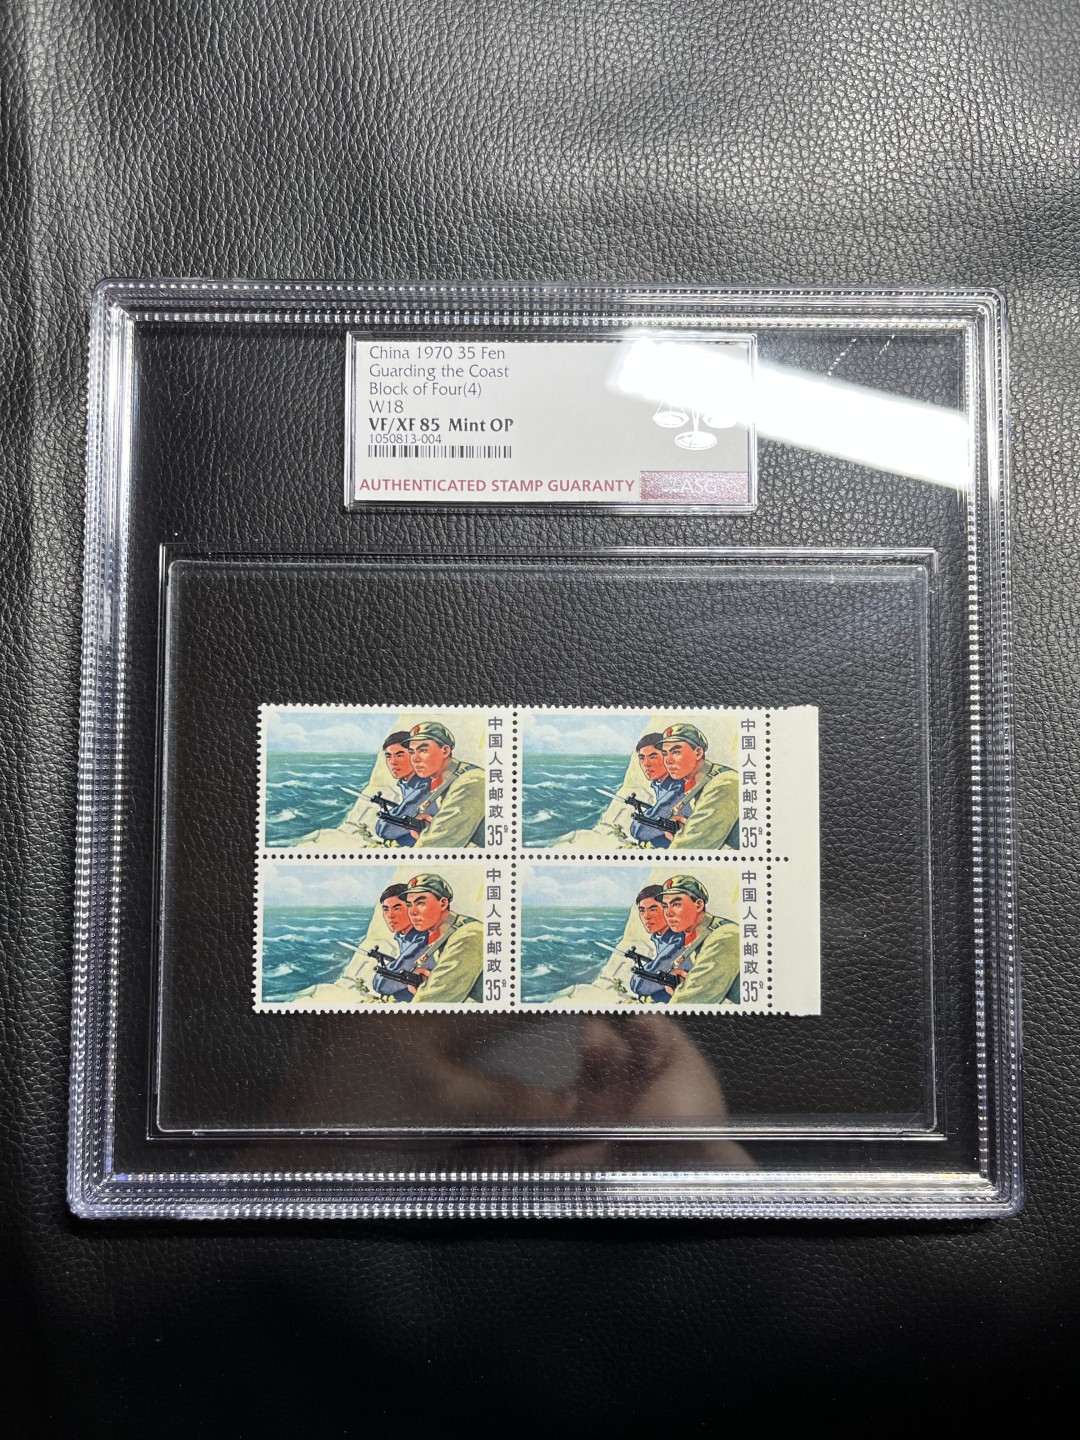 China 1970 35 Fen
Guarding the Coast
Block of Four(4)
W18
VF/XF 85 Mint OP
1050813-004
AUTHENTICATED STAMP GUARANTY
ASG
中国人民邮政
35分
中国人民邮政
35分
中国人民邮政
35分
中国人民邮政
35分